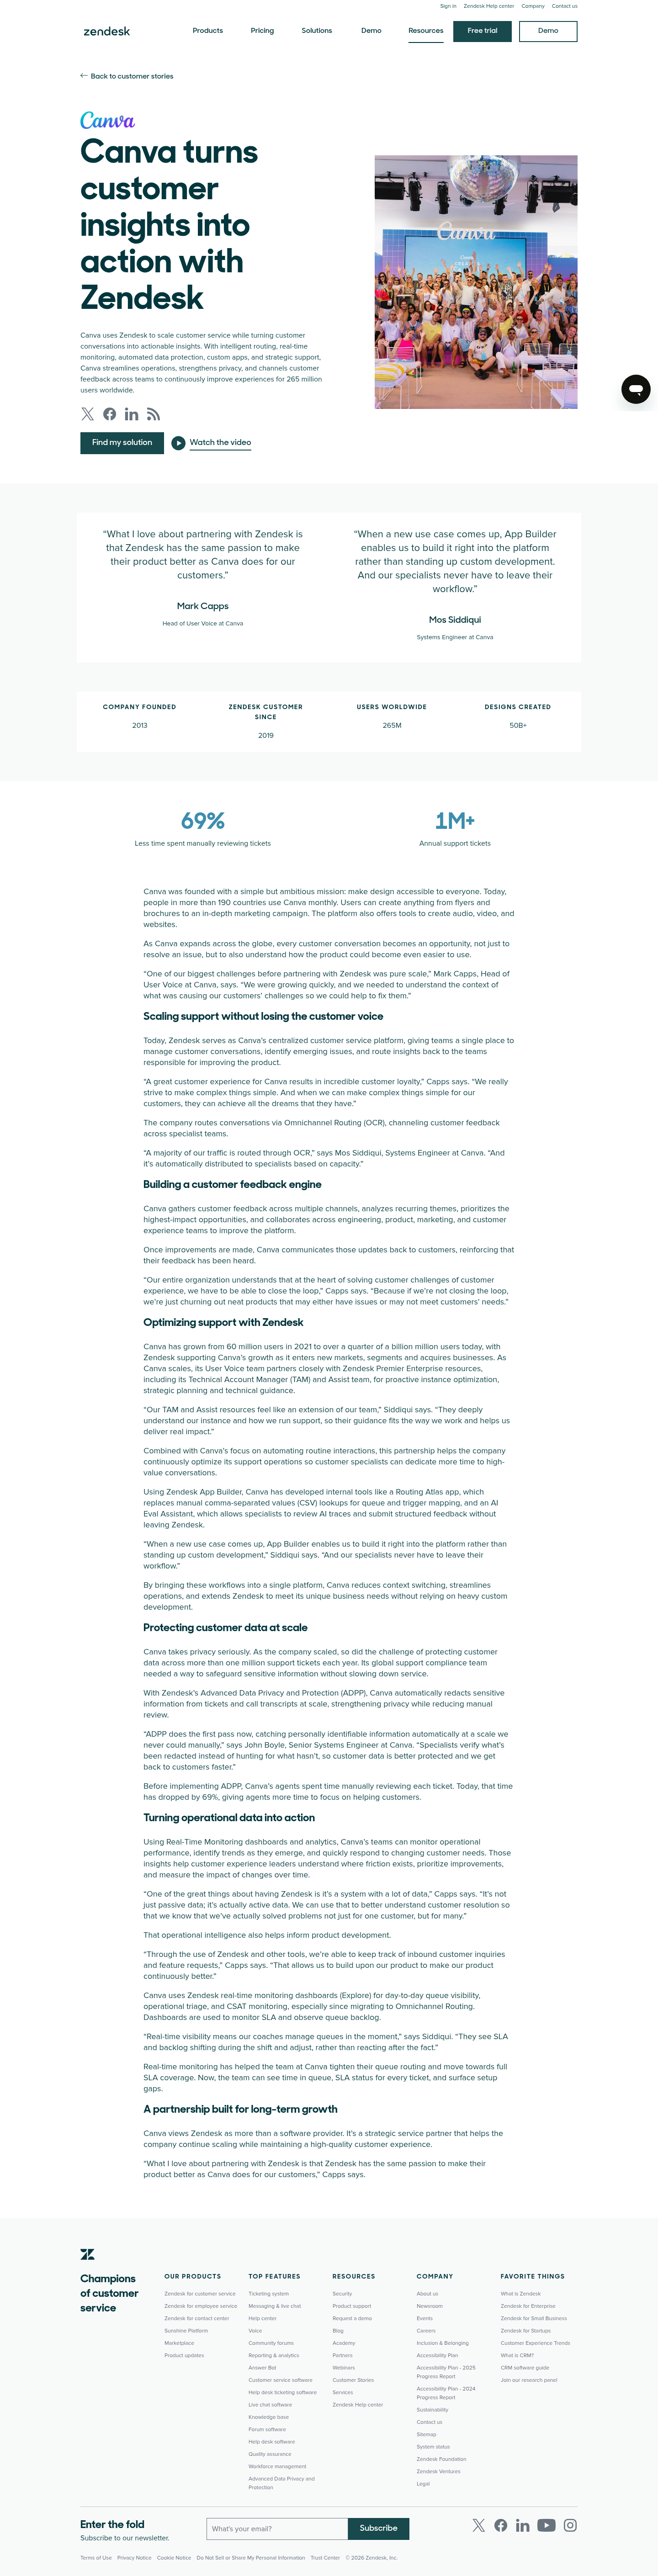 Sign in Zendesk Help center Company Contact us
zendesk Products Pricing Solutions Demo Resources Free trial Demo
Back to customer stories
Canva
Canva turns
customer
insights into
action with
Zendesk
Canva
Canva uses Zendesk to scale customer service while turning customer
conversations into actionable insights. With intelligent routing, real-time
monitoring, automated data protection, custom apps, and strategic support,
Canva streamlines operations, strengthens privacy, and channels customer
feedback across teams to continuously improve experiences for 265 million
users worldwide.
Find my solution Watch the video
“What I love about partnering with Zendesk is
that Zendesk has the same passion to make
their product better as Canva does for our
customers.”
Mark Capps
Head of User Voice at Canva
“When a new use case comes up, App Builder
enables us to build it right into the platform
rather than standing up custom development.
And our specialists never have to leave their
workflow.”
Mos Siddiqui
Systems Engineer at Canva
COMPANY FOUNDED
2013
ZENDESK CUSTOMER
SINCE
2019
USERS WORLDWIDE
265M
DESIGNS CREATED
50B+
69%
Less time spent manually reviewing tickets
1M+
Annual support tickets
Canva was founded with a simple but ambitious mission: make design accessible to everyone. Today,
people in more than 190 countries use Canva monthly. Users can create anything from flyers and
brochures to an in-depth marketing campaign. The platform also offers tools to create audio, video, and
websites.
As Canva expands across the globe, every customer conversation becomes an opportunity, not just to
resolve an issue, but to also understand how the product could become even easier to use.
“One of our biggest challenges before partnering with Zendesk was pure scale,” Mark Capps, Head of
User Voice at Canva, says. “We were growing quickly, and we needed to understand the context of
what was causing our customers’ challenges so we could help to fix them.”
Scaling support without losing the customer voice
Today, Zendesk serves as Canva’s centralized customer service platform, giving teams a single place to
manage customer conversations, identify emerging issues, and route insights back to the teams
responsible for improving the product.
“A great customer experience for Canva results in incredible customer loyalty,” Capps says. “We really
strive to make complex things simple. And when we can make complex things simple for our
customers, they can achieve all the dreams that they have.”
The company routes conversations via Omnichannel Routing (OCR), channeling customer feedback
across specialist teams.
“A majority of our traffic is routed through OCR,” says Mos Siddiqui, Systems Engineer at Canva. “And
it’s automatically distributed to specialists based on capacity.”
Building a customer feedback engine
Canva gathers customer feedback across multiple channels, analyzes recurring themes, prioritizes the
highest-impact opportunities, and collaborates across engineering, product, marketing, and customer
experience teams to improve the platform.
Once improvements are made, Canva communicates those updates back to customers, reinforcing that
their feedback has been heard.
“Our entire organization understands that at the heart of solving customer challenges of customer
experience, we have to be able to close the loop,” Capps says. “Because if we’re not closing the loop,
we’re just churning out neat products that may either have issues or may not meet customers’ needs.”
Optimizing support with Zendesk
Canva has grown from 60 million users in 2021 to over a quarter of a billion million users today, with
Zendesk supporting Canva’s growth as it enters new markets, segments and acquires businesses. As
Canva scales, its User Voice team partners closely with Zendesk Premier Enterprise resources,
including its Technical Account Manager (TAM) and Assist team, for proactive instance optimization,
strategic planning and technical guidance.
“Our TAM and Assist resources feel like an extension of our team,” Siddiqui says. “They deeply
understand our instance and how we run support, so their guidance fits the way we work and helps us
deliver real impact.”
Combined with Canva’s focus on automating routine interactions, this partnership helps the company
continuously optimize its support operations so customer specialists can dedicate more time to high-
value conversations.
Using Zendesk App Builder, Canva has developed internal tools like a Routing Atlas app, which
replaces manual comma-separated values (CSV) lookups for queue and trigger mapping, and an AI
Eval Assistant, which allows specialists to review AI traces and submit structured feedback without
leaving Zendesk.
“When a new use case comes up, App Builder enables us to build it right into the platform rather than
standing up custom development,” Siddiqui says. “And our specialists never have to leave their
workflow.”
By bringing these workflows into a single platform, Canva reduces context switching, streamlines
operations, and extends Zendesk to meet its unique business needs without relying on heavy custom
development.
Protecting customer data at scale
Canva takes privacy seriously. As the company scaled, so did the challenge of protecting customer
data across more than one million support tickets each year. Its global support compliance team
needed a way to safeguard sensitive information without slowing down service.
With Zendesk’s Advanced Data Privacy and Protection (ADPP), Canva automatically redacts sensitive
information from tickets and call transcripts at scale, strengthening privacy while reducing manual
review.
“ADPP does the first pass now, catching personally identifiable information automatically at a scale we
never could manually,” says John Boyle, Senior Systems Engineer at Canva. “Specialists verify what’s
been redacted instead of hunting for what hasn’t, so customer data is better protected and we get
back to customers faster.”
Before implementing ADPP, Canva’s agents spent time manually reviewing each ticket. Today, that time
has dropped by 69%, giving agents more time to focus on helping customers.
Turning operational data into action
Using Real-Time Monitoring dashboards and analytics, Canva’s teams can monitor operational
performance, identify trends as they emerge, and quickly respond to changing customer needs. Those
insights help customer experience leaders understand where friction exists, prioritize improvements,
and measure the impact of changes over time.
“One of the great things about having Zendesk is it’s a system with a lot of data,” Capps says. “It’s not
just passive data; it’s actually active data. We can use that to better understand customer resolution so
that we know that we’ve actually solved problems not just for one customer, but for many.”
That operational intelligence also helps inform product development.
“Through the use of Zendesk and other tools, we’re able to keep track of inbound customer inquiries
and feature requests,” Capps says. “That allows us to build upon our product to make our product
continuously better.”
Canva uses Zendesk real-time monitoring dashboards (Explore) for day-to-day queue visibility,
operational triage, and CSAT monitoring, especially since migrating to Omnichannel Routing.
Dashboards are used to monitor SLA and observe queue backlog.
“Real-time visibility means our coaches manage queues in the moment,” says Siddiqui. “They see SLA
and backlog shifting during the shift and adjust, rather than reacting after the fact.”
Real-time monitoring has helped the team at Canva tighten their queue routing and move towards full
SLA coverage. Now, the team can see time in queue, SLA status for every ticket, and surface setup
gaps.
A partnership built for long-term growth
Canva views Zendesk as more than a software provider. It’s a strategic service partner that helps the
company continue scaling while maintaining a high-quality customer experience.
“What I love about partnering with Zendesk is that Zendesk has the same passion to make their
product better as Canva does for our customers,” Capps says.
Champions
of customer
service
OUR PRODUCTS
Zendesk for customer service
Zendesk for employee service
Zendesk for contact center
Sunshine Platform
Marketplace
Product updates
TOP FEATURES
Ticketing system
Messaging & live chat
Help center
Voice
Community forums
Reporting & analytics
Answer Bot
Customer service software
Help desk ticketing software
Live chat software
Knowledge base
Forum software
Help desk software
Quality assurance
Workforce management
Advanced Data Privacy and
Protection
RESOURCES
Security
Product support
Request a demo
Blog
Academy
Partners
Webinars
Customer Stories
Services
Zendesk Help center
COMPANY
About us
Newsroom
Events
Careers
Inclusion & Belonging
Accessibility Plan
Accessibility Plan - 2025
Progress Report
Accessibility Plan - 2024
Progress Report
Sustainability
Contact us
Sitemap
System status
Zendesk Foundation
Zendesk Ventures
Legal
FAVORITE THINGS
What is Zendesk
Zendesk for Enterprise
Zendesk for Small Business
Zendesk for Startups
Customer Experience Trends
What is CRM?
CRM software guide
Join our research panel
Enter the fold
Subscribe to our newsletter.
What's your email? Subscribe
Terms of Use Privacy Notice Cookie Notice Do Not Sell or Share My Personal Information Trust Center © 2026 Zendesk, Inc.